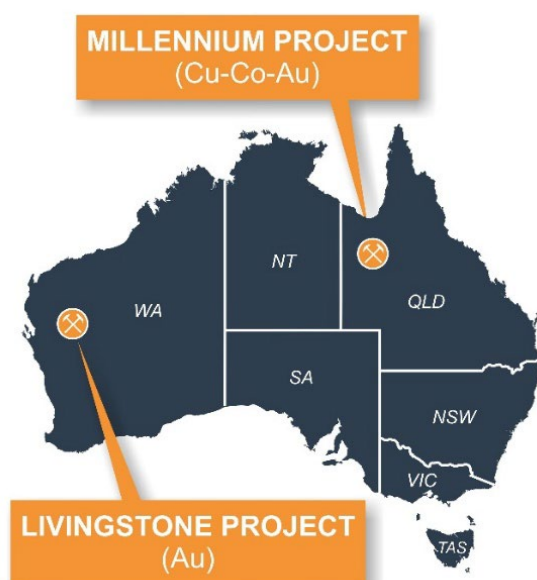 MILLENNIUM PROJECT
(Cu-Co-Au)
NT
QLD
WA
SA
NSW
VIC
TAS
LIVINGSTONE PROJECT
(Au)